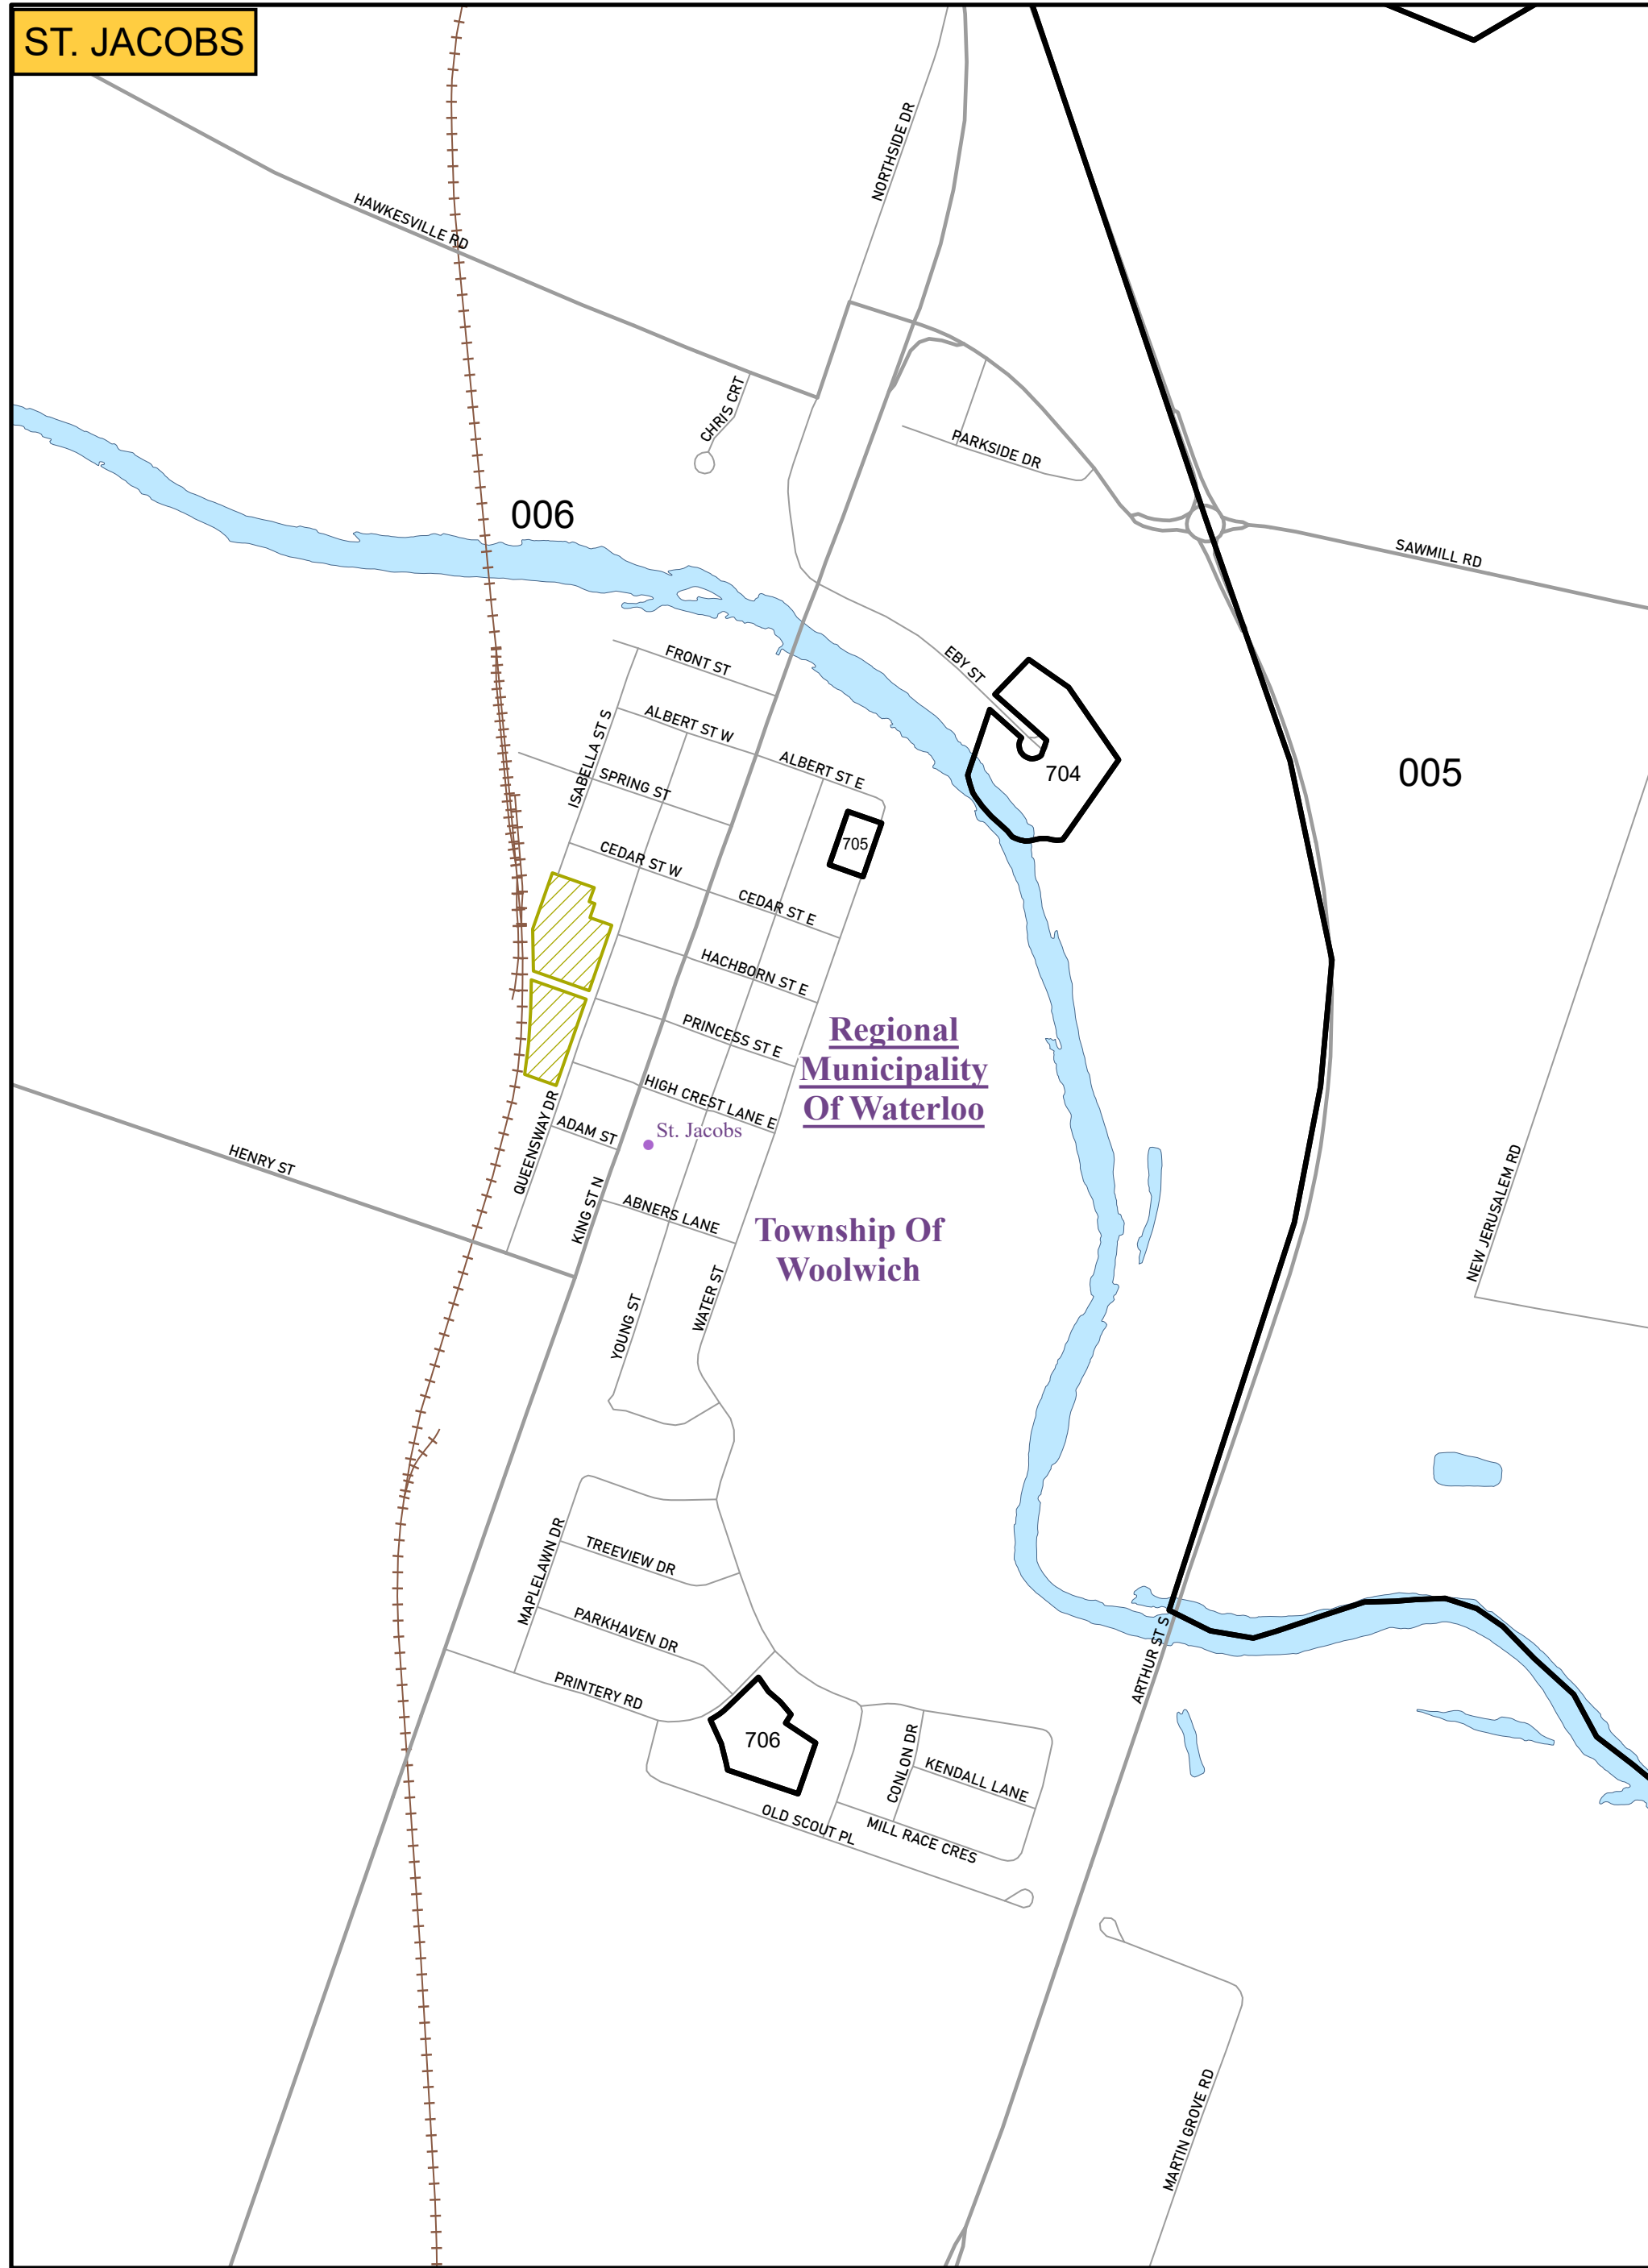 ST. JACOBS
NORTHSIDE DR
HAWKESVILLE RD
CHRIS CRT
PARKSIDE DR
006
SAWMILL RD
FRONT ST
EBY ST
ALBERT ST W
ISABELLA ST S
ALBERT ST E
704
005
SPRING ST
705
CEDAR ST W
CEDAR ST E
HACHBORN ST E
PRINCESS ST E
Regional
Municipality
Of Waterloo
HIGH CREST LANE E
QUEENSWAY DR
ADAM ST
St. Jacobs
HENRY ST
KING ST N
ABNERS LANE
Township Of
Woolwich
NEW JERUSALEM RD
YOUNG ST
WATER ST
MAPLELAWN DR
TREEVIEW DR
PARKHAVEN DR
ARTHUR ST S
PRINTERY RD
706
CONLON DR
KENDALL LANE
OLD SCOUT PL
MILL RACE CRES
MARTIN GROVE RD